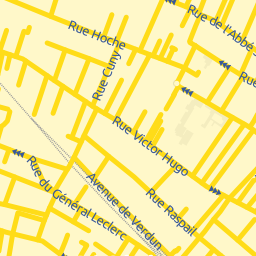 Rue Hoche
Rue de l'Abbé
Rue
Rue Cuny
Rue Victor Hugo
Rue du Général Leclerc
Avenue de Verdun
Rue Raspail